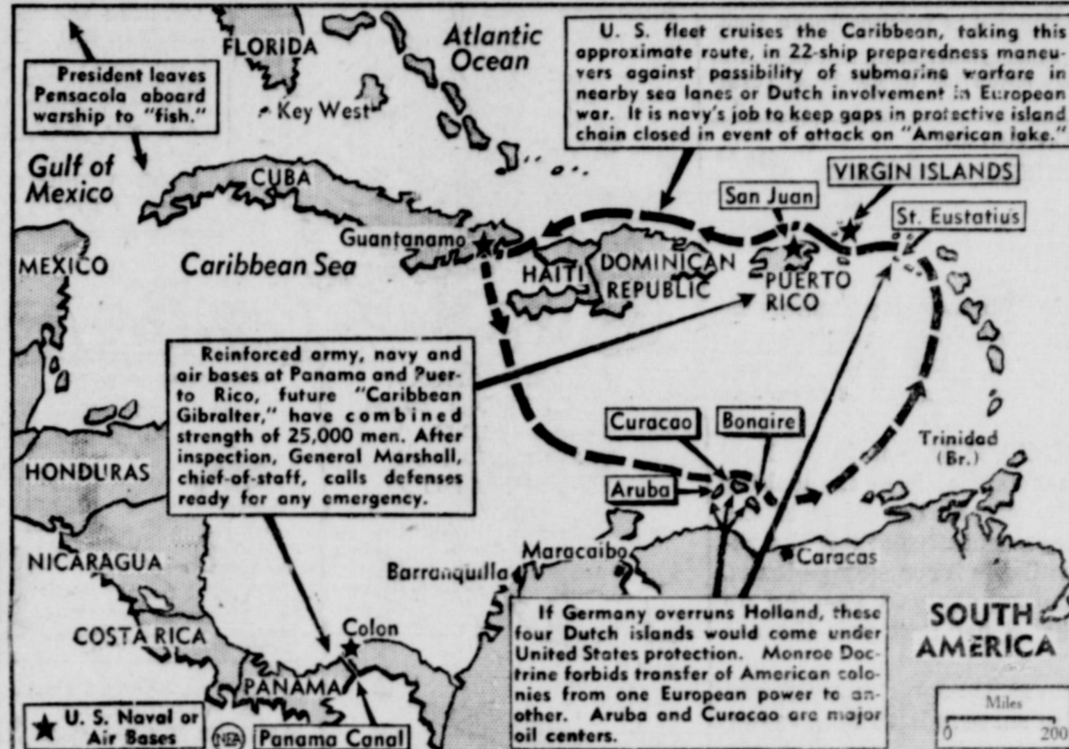 FLORIDA
Atlantic
Ocean
U. S. fleet cruises the Caribbean, taking this
approximate route, in 22-ship preparedness maneu-
vers against passibility of submarine warfare in
nearby sea lanes or Dutch involvement in European
war. It is navy's job to keep gaps in protective island
chain closed in event of attack on "American lake."
President leaves
Pensacola aboard
warship to "fish."
Key West
Gulf of
Mexico
CUBA
San Juan
VIRGIN ISLANDS
St. Eustatius
Guantanamo
MEXICO
Caribbean Sea
HAITI
DOMINICAN
REPUBLIC
PUERTO
RICO
Reinforced army, navy and
air bases at Panama and Puer-
to Rico, future "Caribbean
Gibralter," have combined
strength of 25,000 men. After
inspection, General Marshall,
chief-of-staff, calls defenses
ready for any emergency.
Curacao
Bonaire
Aruba
Trinidad
(Br.)
HONDURAS
NICARAGUA
Maracaibo
Caracas
Barranquilla
COSTA RICA
Colon
PANAMA
If Germany overruns Holland, these
four Dutch islands would come under
United States protection. Monroe Doc-
trine forbids transfer of American colo-
nies from one European power to an-
other. Aruba and Curacao are major
oil centers.
SOUTH
AMERICA
★ U. S. Naval or
Air Bases
NEA
Panama Canal
Miles
0 200